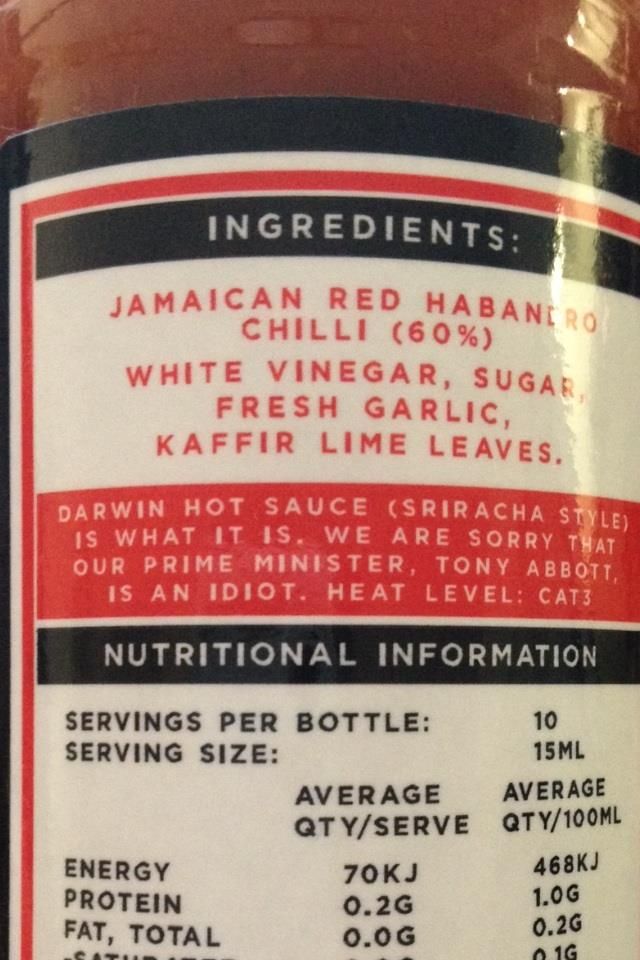 INGREDIENTS:
JAMAICAN RED HABANERO
CHILLI (60%)
WHITE VINEGAR, SUGAR,
FRESH GARLIC,
KAFFIR LIME LEAVES.
DARWIN HOT SAUCE (SRIRACHA STYLE)
IS WHAT IT IS. WE ARE SORRY THAT
OUR PRIME MINISTER, TONY ABBOTT,
IS AN IDIOT. HEAT LEVEL: CAT3
NUTRITIONAL INFORMATION
SERVINGS PER BOTTLE: 10
SERVING SIZE: 15ML
AVERAGE AVERAGE
QTY/SERVE QTY/100ML
ENERGY 70KJ 468KJ
PROTEIN 0.2G 1.0G
FAT, TOTAL 0.0G 0.2G
0.1G